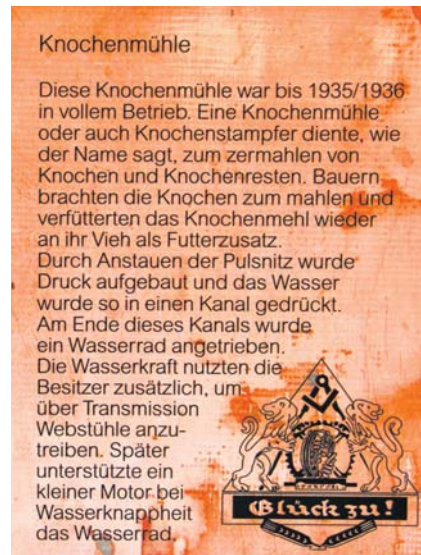 Knochenmühle
Diese Knochenmühle war bis 1935/1936
in vollem Betrieb. Eine Knochenmühle
oder auch Knochenstampfer diente, wie
der Name sagt, zum zermahlen von
Knochen und Knochenresten. Bauern
brachten die Knochen zum mahlen und
verfütterten das Knochenmehl wieder
an ihr Vieh als Futterzusatz.
Durch Anstauen der Pulsnitz wurde
Druck aufgebaut und das Wasser
wurde so in einen Kanal gedrückt.
Am Ende dieses Kanals wurde
ein Wasserrad angetrieben.
Die Wasserkraft nutzten die
Besitzer zusätzlich, um
über Transmission
Webstühle anzu-
treiben. Später
unterstützte ein
kleiner Motor bei
Wasserknappheit
das Wasserrad.
Glück zu!